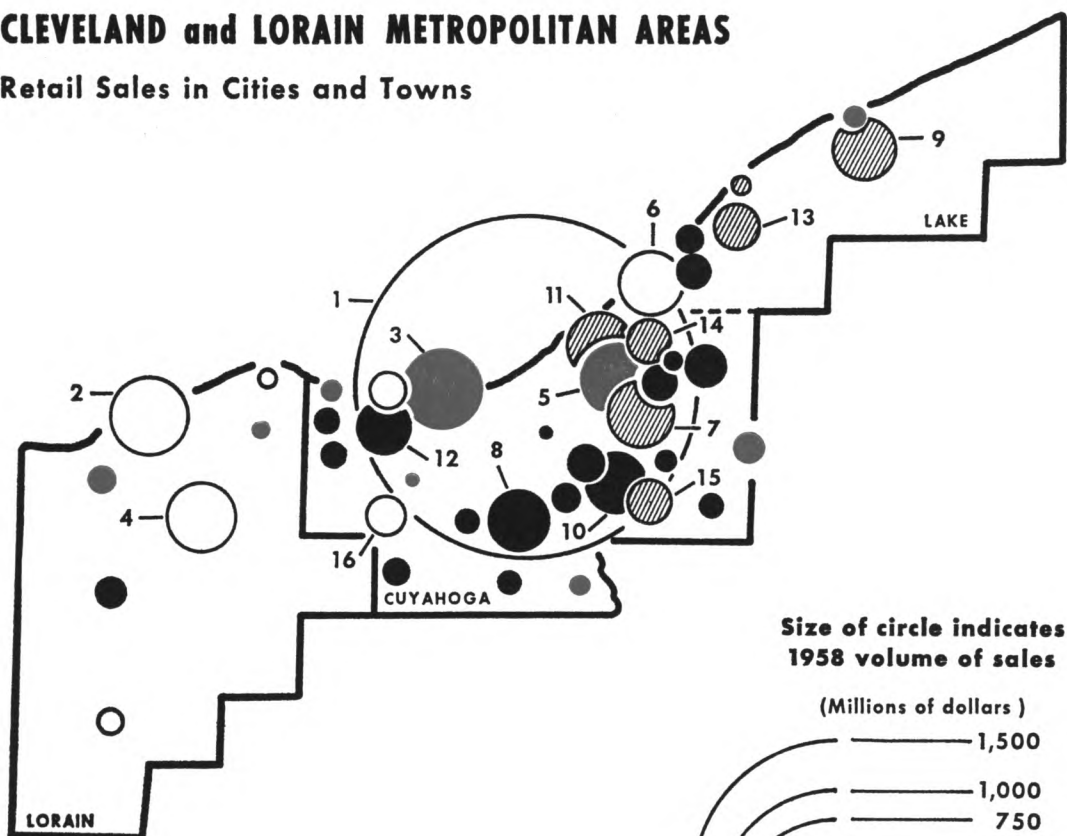 CLEVELAND and LORAIN METROPOLITAN AREAS
Retail Sales in Cities and Towns
9
6
13
LAKE
1
11
14
3
2
5
7
12
8
15
4
10
16
CUYAHOGA
Size of circle indicates
1958 volume of sales
(Millions of dollars)
1,500
1,000
750
LORAIN